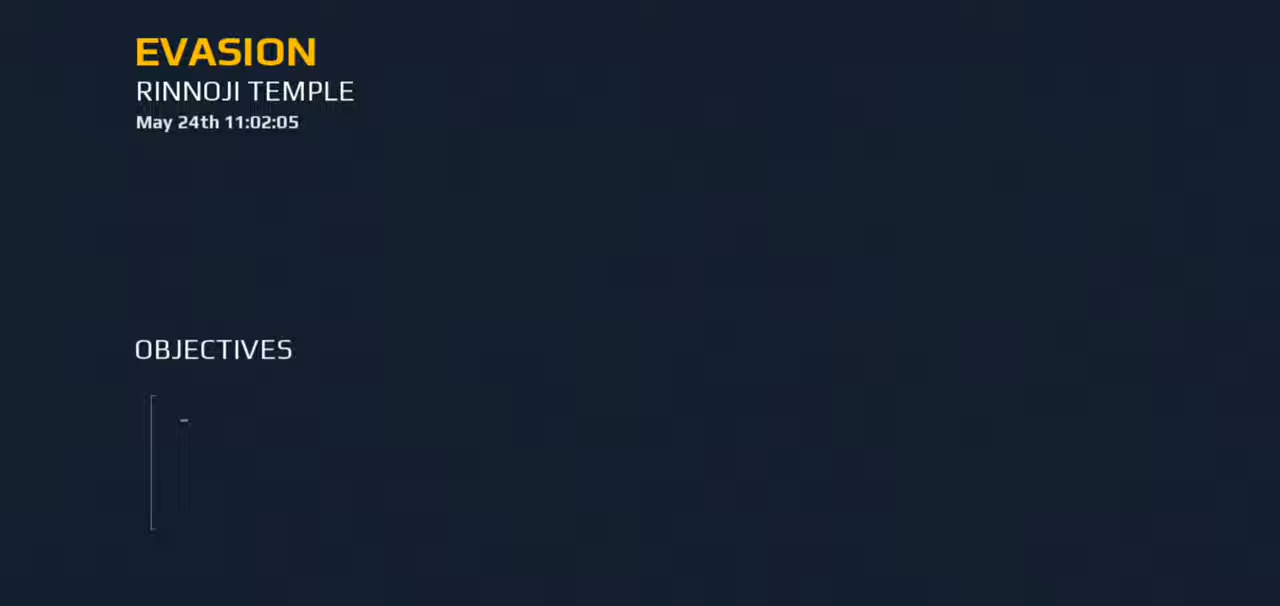 EVASION
RINNOJI TEMPLE
May 24th 11:02:05
OBJECTIVES
-